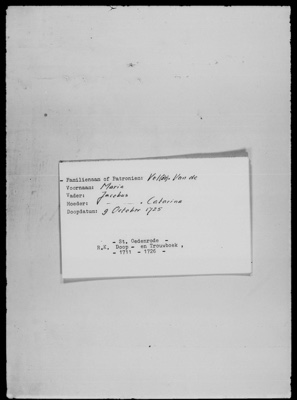 - Familienaam of Patroniem: Van de
Voornaam: Maria
Vader: Jacobus
Moeder: - - . Catarina
Doopdatum: 9 October 1725
- St. Oedenrode -
R.K. Doop - en Trouwboek ,
- 1711 - 1725 -